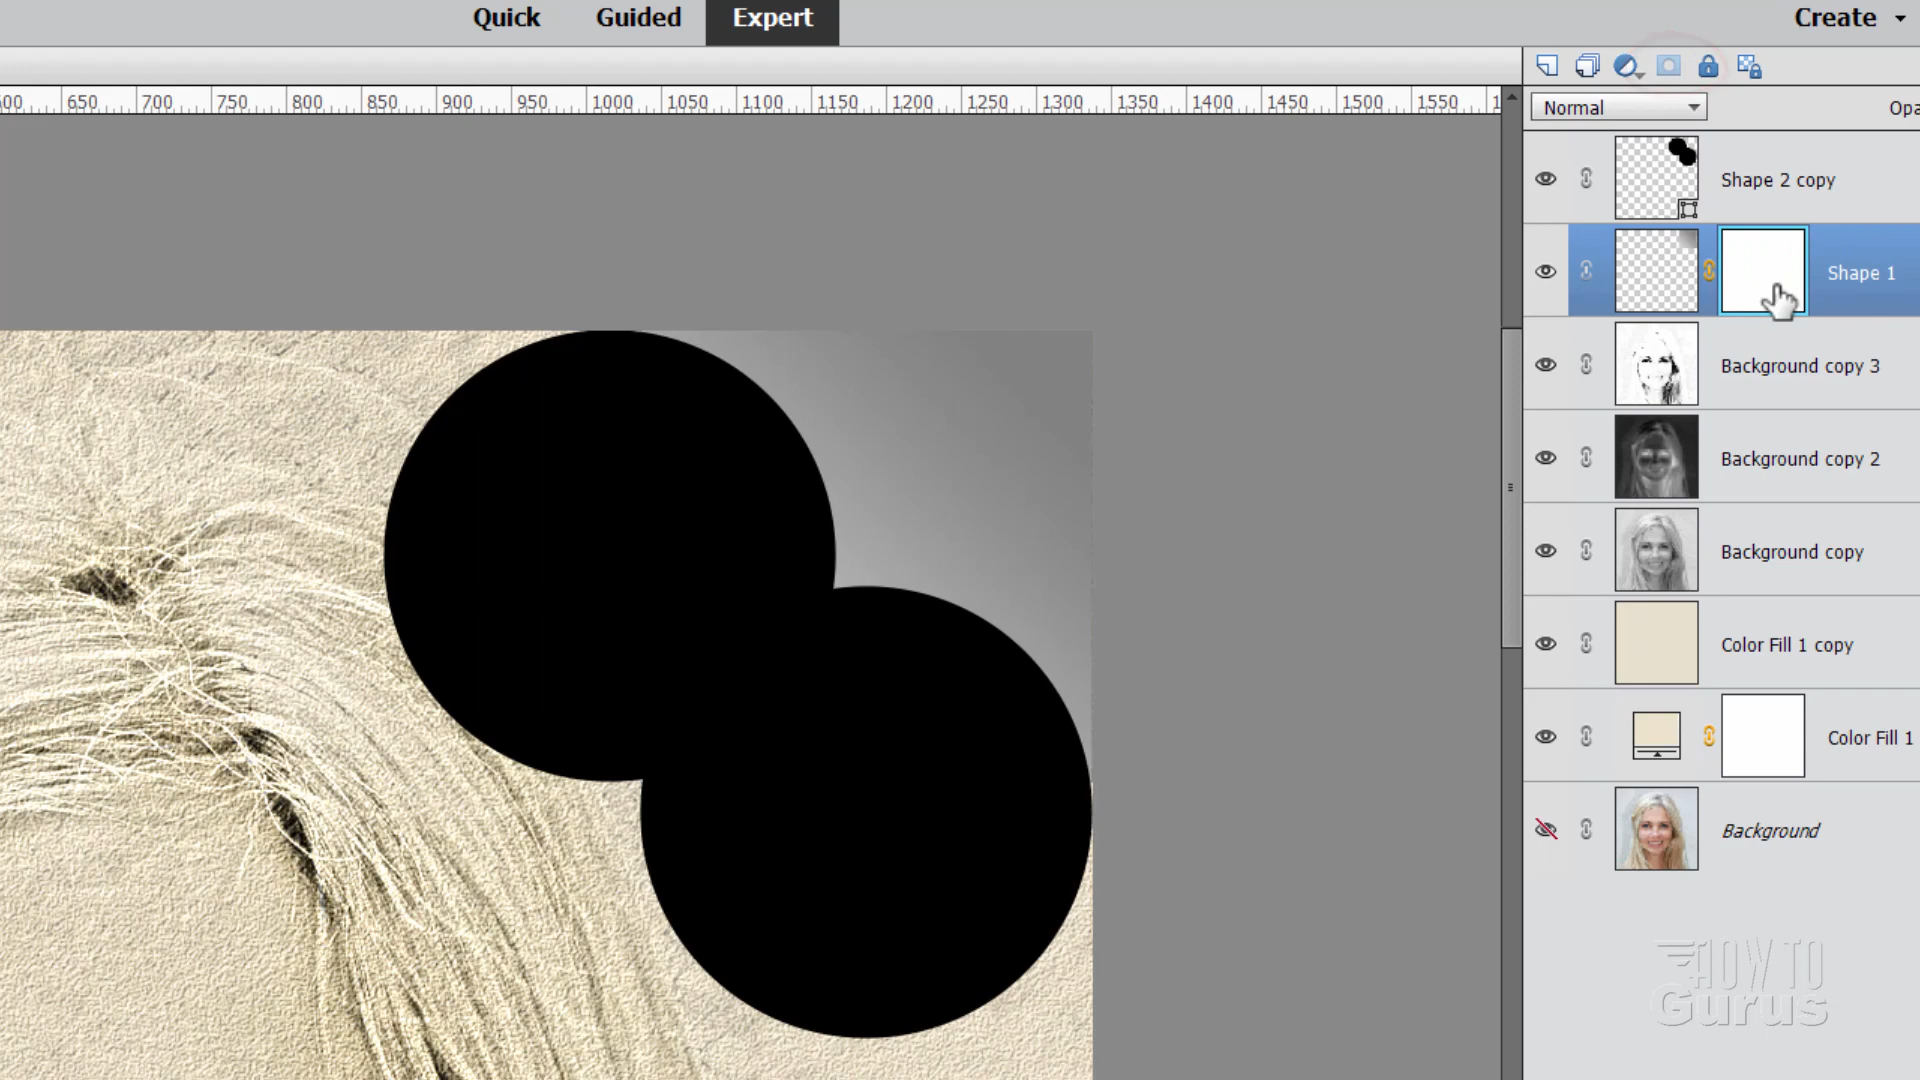 Quick Guided Expert Create
600 650 700 750 800 850 900 950 1000 1050 1100 1150 1200 1250 1300 1350 1400 1450 1500 1550 1
Normal Opa
Shape 2 copy
Shape 1
Background copy 3
Background copy 2
Background copy
Color Fill 1 copy
Color Fill 1
Background
HOW TO
Gurus